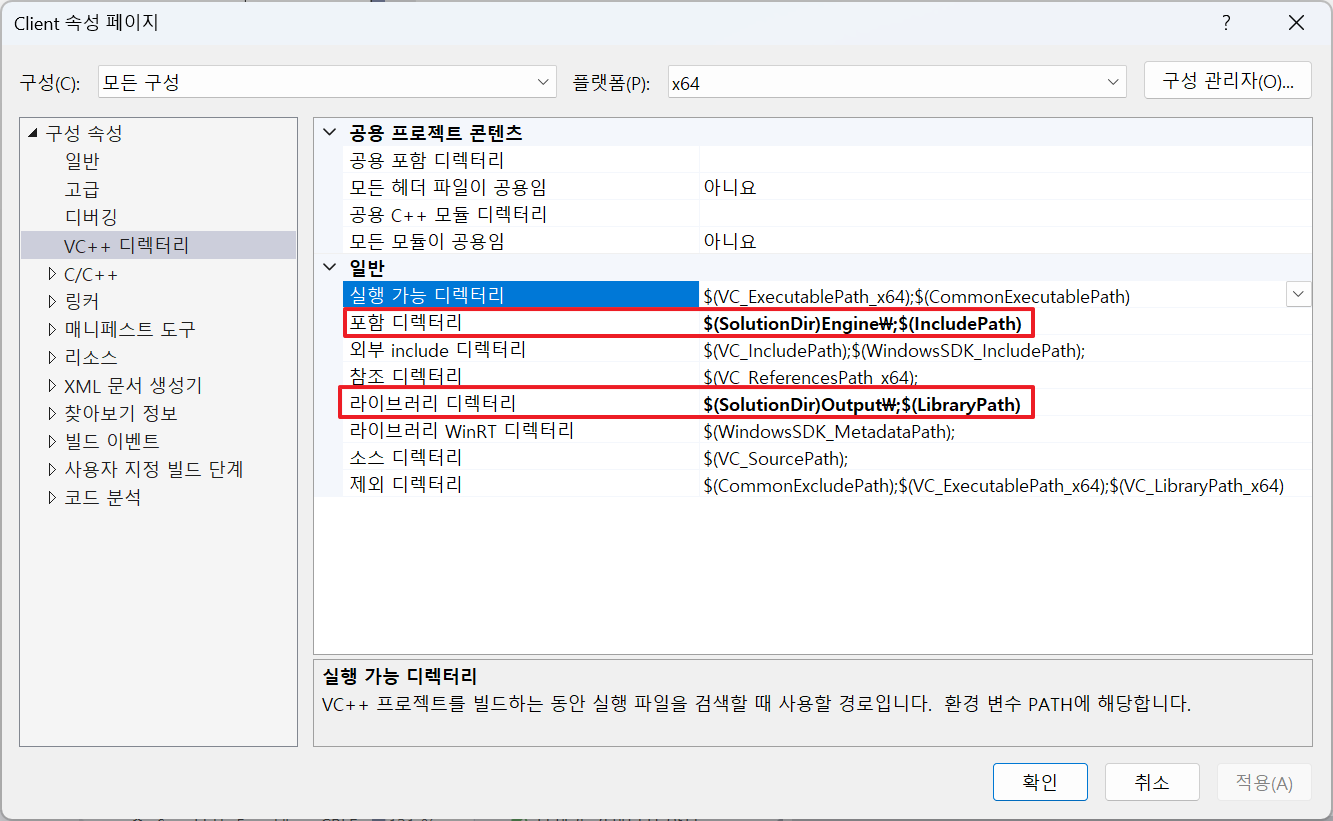 Client 속성 페이지 ?
구성(C): 모든 구성 플랫폼(P): x64 구성 관리자(O)...
구성 속성
일반
고급
디버깅
VC++ 디렉터리
C/C++
링커
매니페스트 도구
리소스
XML 문서 생성기
찾아보기 정보
빌드 이벤트
사용자 지정 빌드 단계
코드 분석
공용 프로젝트 콘텐츠
공용 포함 디렉터리
모든 헤더 파일이 공용임 아니요
공용 C++ 모듈 디렉터리
모든 모듈이 공용임 아니요
일반
실행 가능 디렉터리 $(VC_ExecutablePath_x64);$(CommonExecutablePath)
포함 디렉터리 $(SolutionDir)Engine₩;$(IncludePath)
외부 include 디렉터리 $(VC_IncludePath);$(WindowsSDK_IncludePath);
참조 디렉터리 $(VC_ReferencesPath_x64);
라이브러리 디렉터리 $(SolutionDir)Output₩;$(LibraryPath)
라이브러리 WinRT 디렉터리 $(WindowsSDK_MetadataPath);
소스 디렉터리 $(VC_SourcePath);
제외 디렉터리 $(CommonExcludePath);$(VC_ExecutablePath_x64);$(VC_LibraryPath_x64)
실행 가능 디렉터리
VC++ 프로젝트를 빌드하는 동안 실행 파일을 검색할 때 사용할 경로입니다. 환경 변수 PATH에 해당합니다.
확인 취소 적용(A)